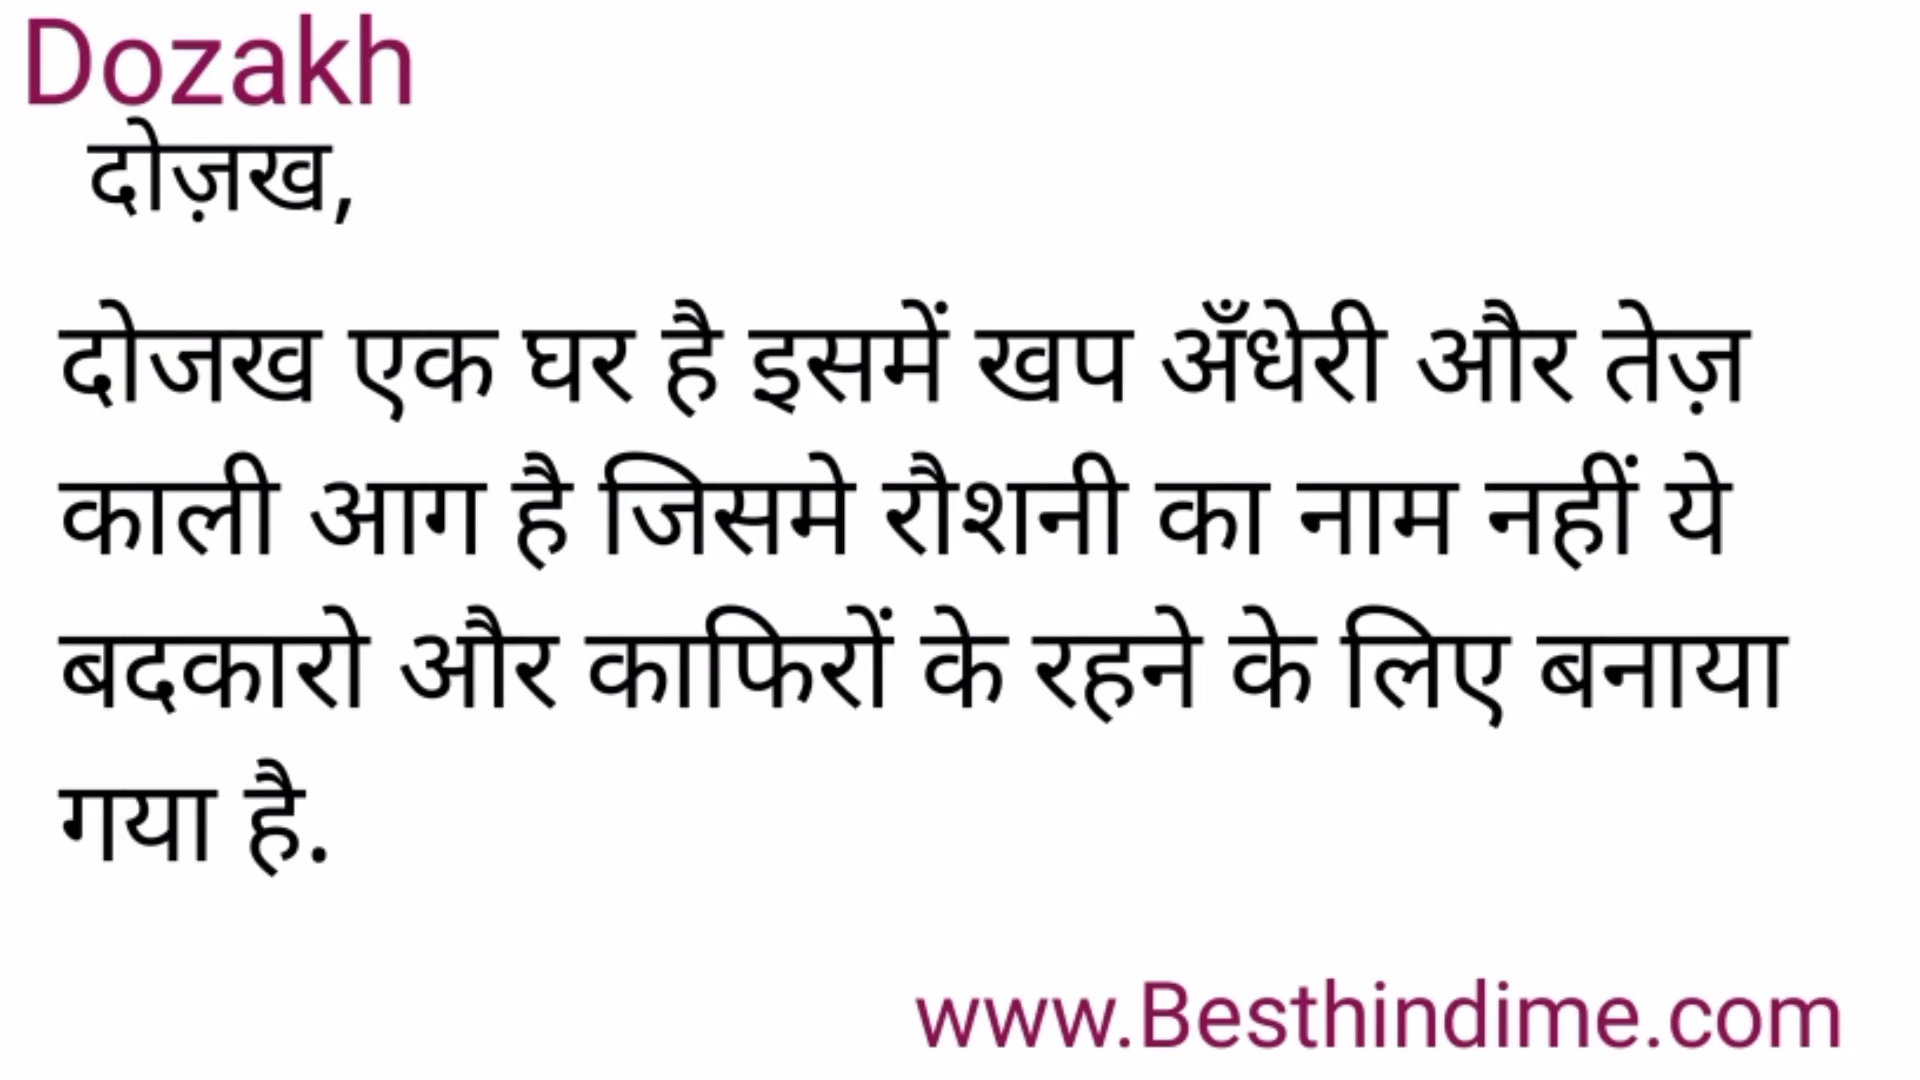 Dozakh
दोज़ख,
दोजख एक घर है इसमें खप अँधेरी और तेज़
काली आग है जिसमे रौशनी का नाम नहीं ये
बदकारो और काफिरों के रहने के लिए बनाया
गया है.
www.Besthindime.com